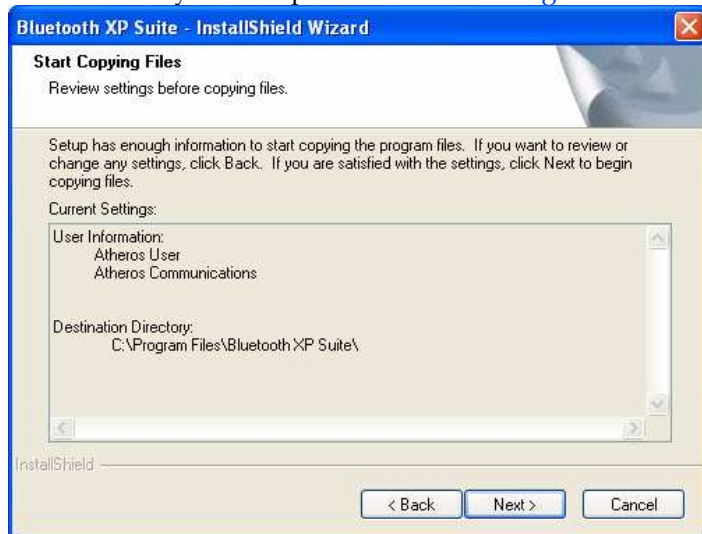 Bluetooth XP Suite - InstallShield Wizard
Start Copying Files
Review settings before copying files.
Setup has enough information to start copying the program files. If you want to review or
change any settings, click Back. If you are satisfied with the settings, click Next to begin
copying files.
Current Settings:
User Information:
Atheros User
Atheros Communications
Destination Directory:
C:\Program Files\Bluetooth XP Suite\
InstallShield
< Back Next > Cancel